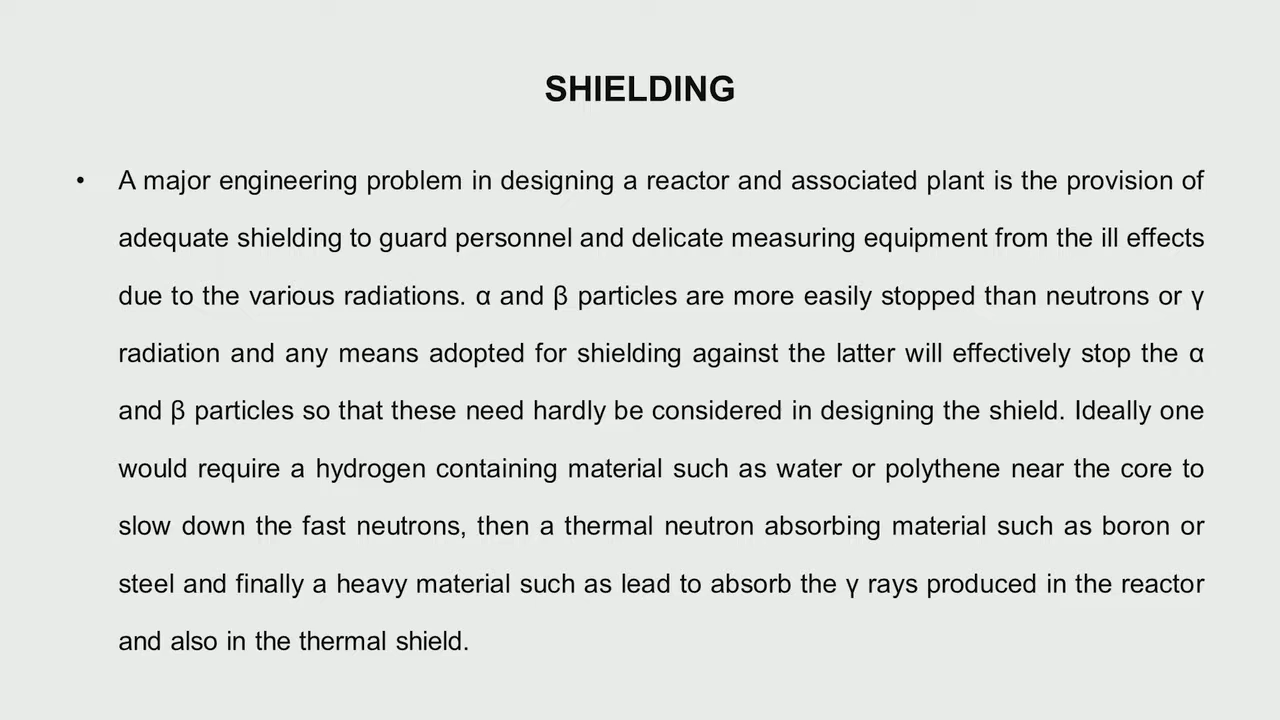 SHIELDING
• A major engineering problem in designing a reactor and associated plant is the provision of
adequate shielding to guard personnel and delicate measuring equipment from the ill effects
due to the various radiations. α and β particles are more easily stopped than neutrons or γ
radiation and any means adopted for shielding against the latter will effectively stop the α
and β particles so that these need hardly be considered in designing the shield. Ideally one
would require a hydrogen containing material such as water or polythene near the core to
slow down the fast neutrons, then a thermal neutron absorbing material such as boron or
steel and finally a heavy material such as lead to absorb the γ rays produced in the reactor
and also in the thermal shield.